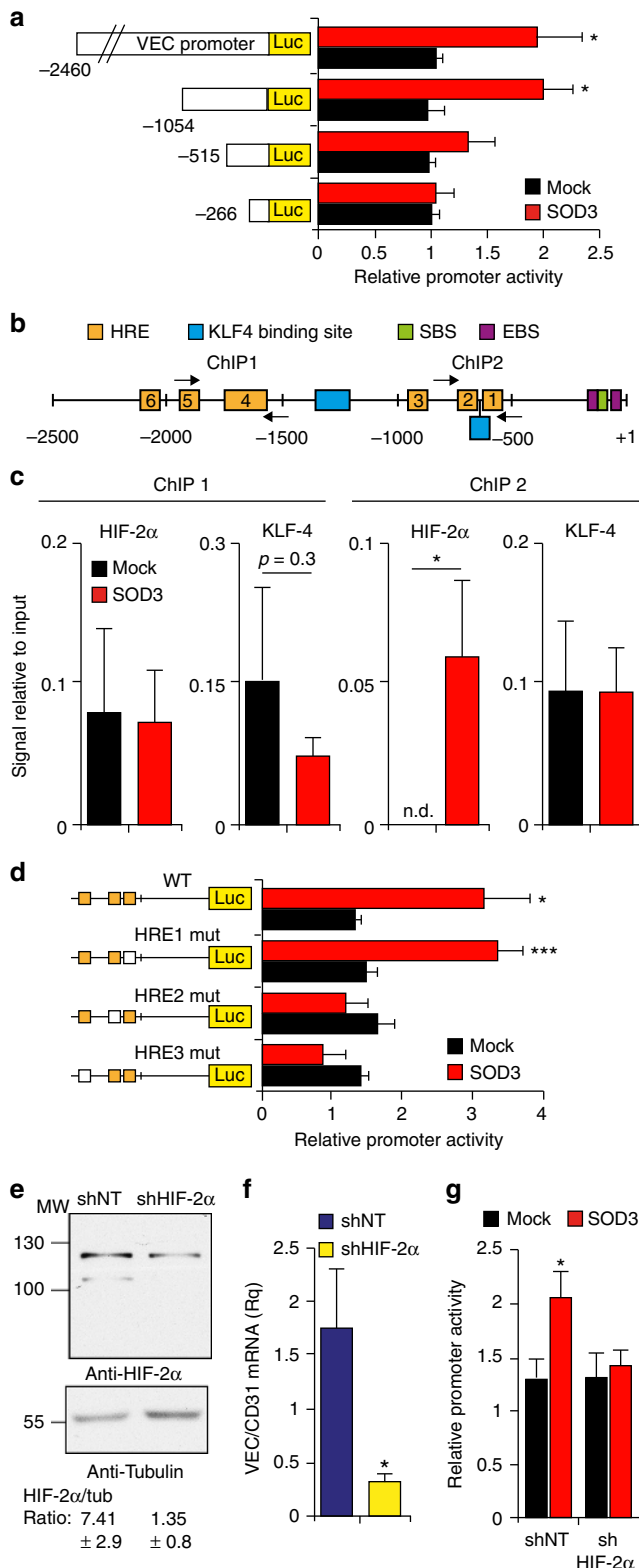 a
VEC promoter Luc
–2460
*
Luc
–1054
*
–515 Luc
–266 Luc
Mock
SOD3
0 0.5 1 1.5 2 2.5
Relative promoter activity
b
HRE KLF4 binding site SBS EBS
ChIP1 ChIP2
6 5 4 3 2 1
–2500 –2000 –1500 –1000 –500 +1
c
ChIP 1 ChIP 2
HIF-2α KLF-4 HIF-2α KLF-4
Signal relative to input
0.2 0.3 0.1 0.2
Mock
SOD3
p = 0.3
*
0.1 0.15 0.05 0.1
n.d.
0 0 0 0
d
WT
Luc
*
HRE1 mut
Luc
***
HRE2 mut
Luc
HRE3 mut
Luc
Mock
SOD3
0 1 2 3 4
Relative promoter activity
e
MW shNT shHIF-2α
130
100
Anti-HIF-2α
55
Anti-Tubulin
HIF-2α/tub
Ratio: 7.41 1.35
± 2.9 ± 0.8
f
shNT
shHIF-2α
VEC/CD31 mRNA (Rq)
2.5
2
1.5
1
0.5
0
*
g
Mock SOD3
Relative promoter activity
2.5
2
1.5
1
0.5
0
*
shNT sh
HIF-2α